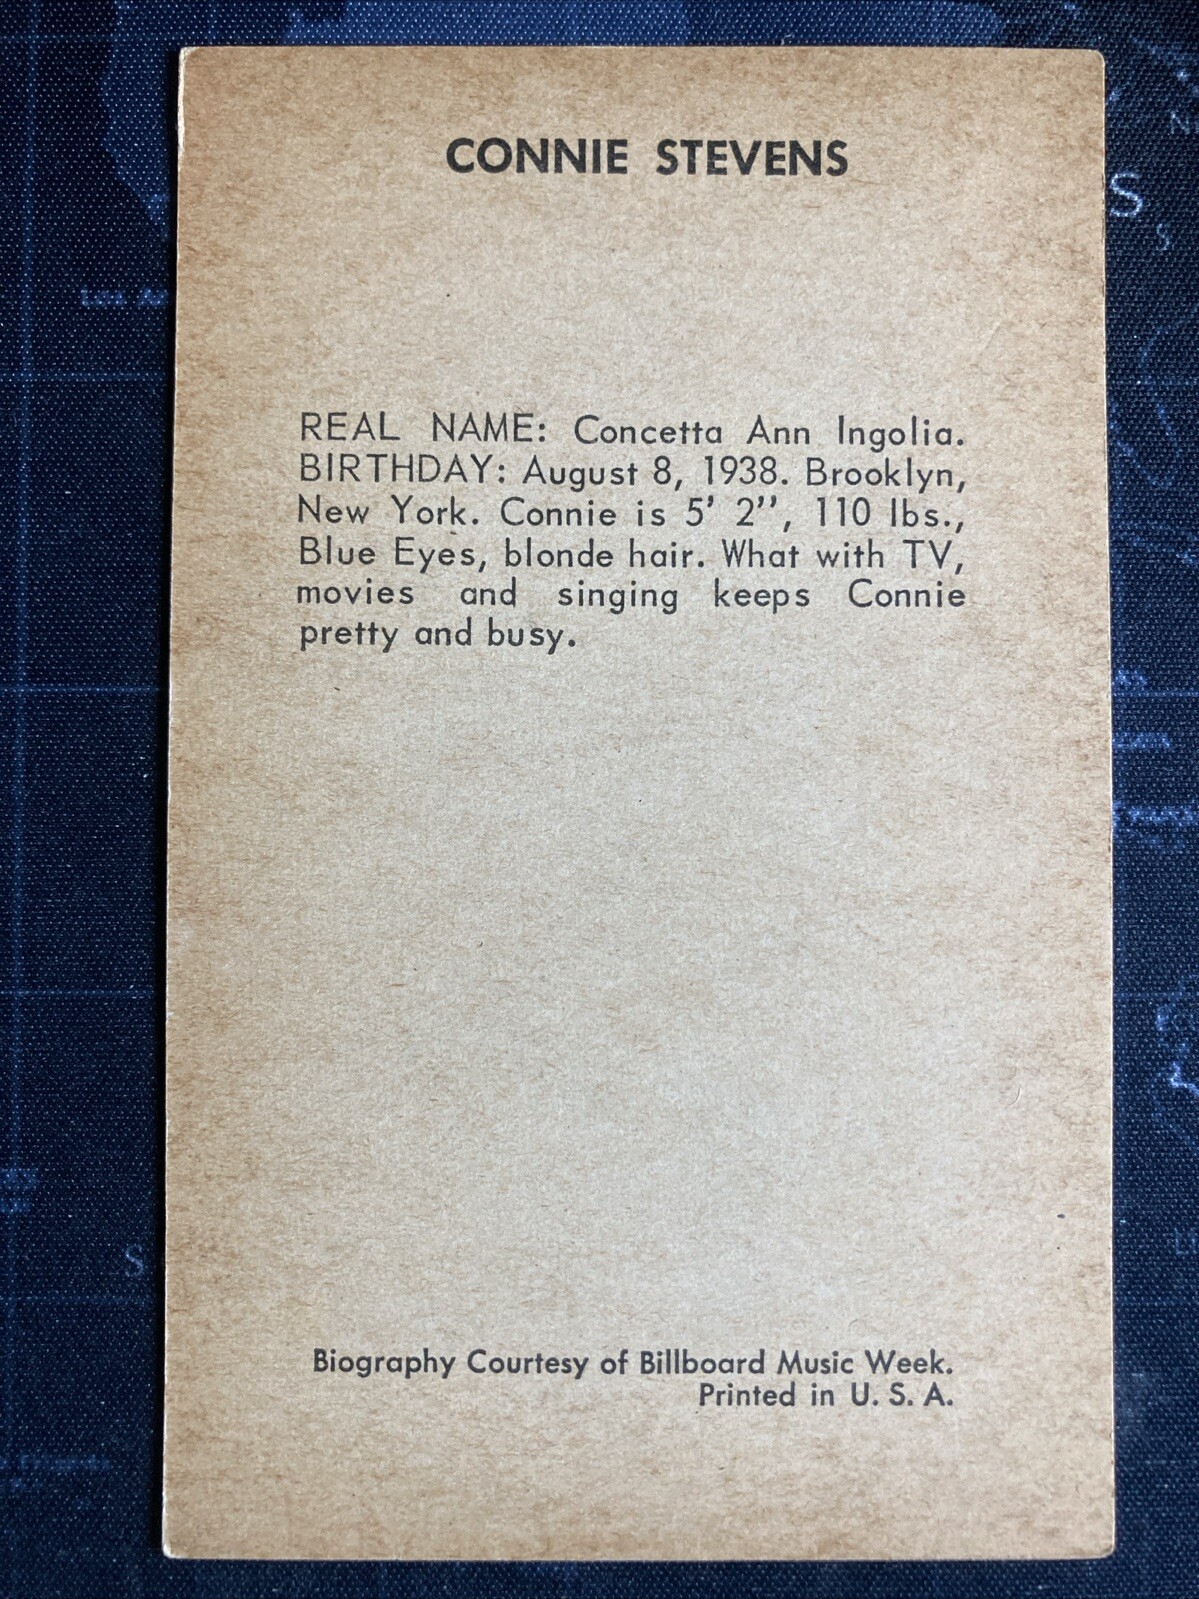 CONNIE STEVENS
REAL NAME: Concetta Ann Ingolia.
BIRTHDAY: August 8, 1938. Brooklyn,
New York. Connie is 5' 2'', 110 lbs.,
Blue Eyes, blonde hair. What with TV,
movies and singing keeps Connie
pretty and busy.
Biography Courtesy of Billboard Music Week.
Printed in U. S. A.